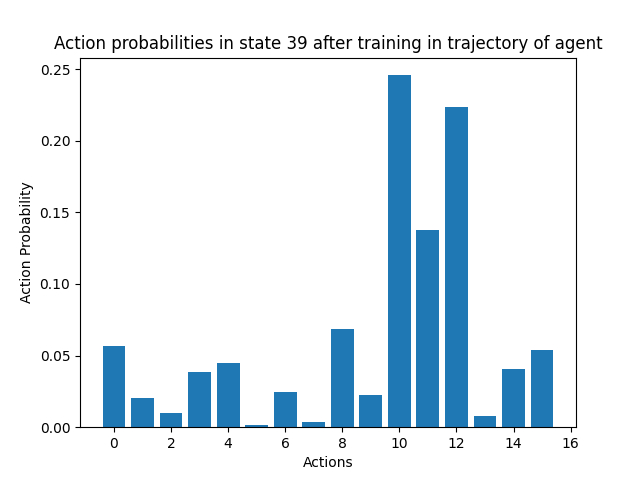 Action probabilities in state 39 after training in trajectory of agent
0.25
0.20
0.15
0.10
0.05
0.00
Action Probability
0 2 4 6 8 10 12 14 16
Actions